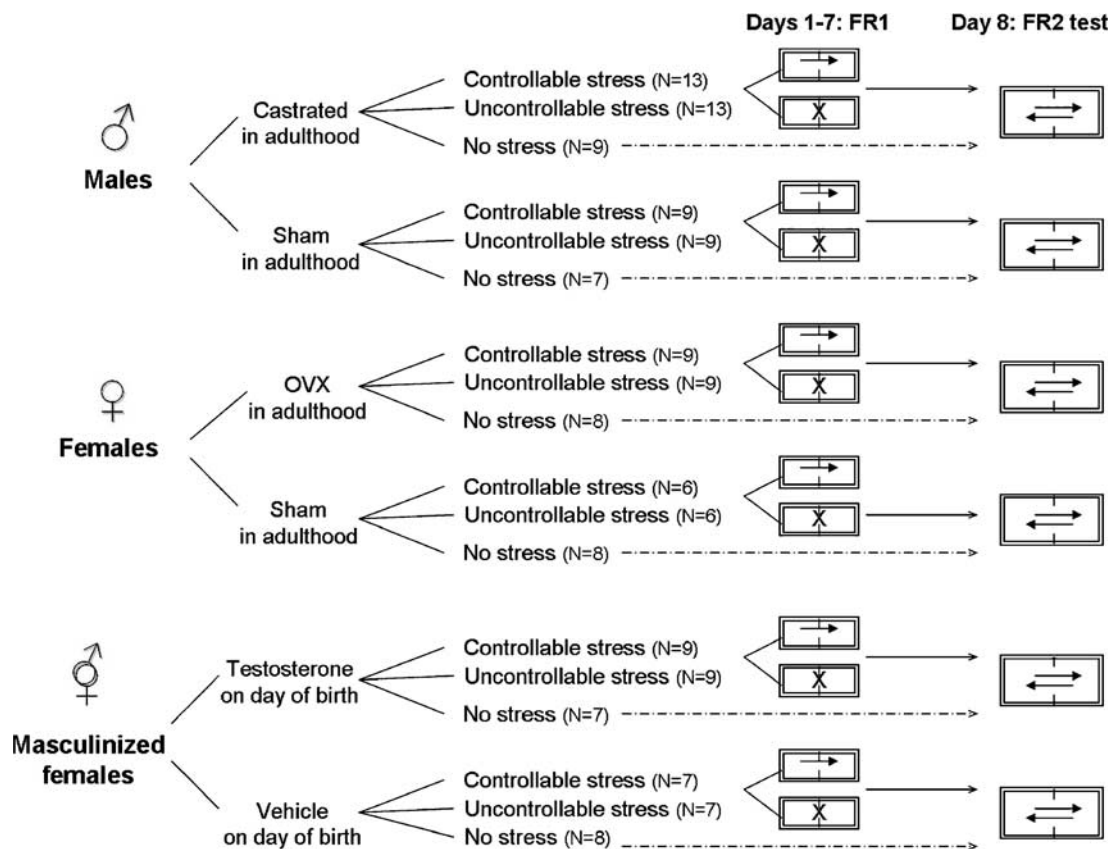 Days 1-7: FR1
Day 8: FR2 test
Males
Castrated
in adulthood
Controllable stress (N=13)
Uncontrollable stress (N=13)
No stress (N=9)
X
Sham
in adulthood
Controllable stress (N=9)
Uncontrollable stress (N=9)
No stress (N=7)
X
Females
OVX
in adulthood
Controllable stress (N=9)
Uncontrollable stress (N=9)
No stress (N=8)
X
Sham
in adulthood
Controllable stress (N=6)
Uncontrollable stress (N=6)
No stress (N=8)
X
Masculinized
females
Testosterone
on day of birth
Controllable stress (N=9)
Uncontrollable stress (N=9)
No stress (N=7)
X
Vehicle
on day of birth
Controllable stress (N=7)
Uncontrollable stress (N=7)
No stress (N=8)
X